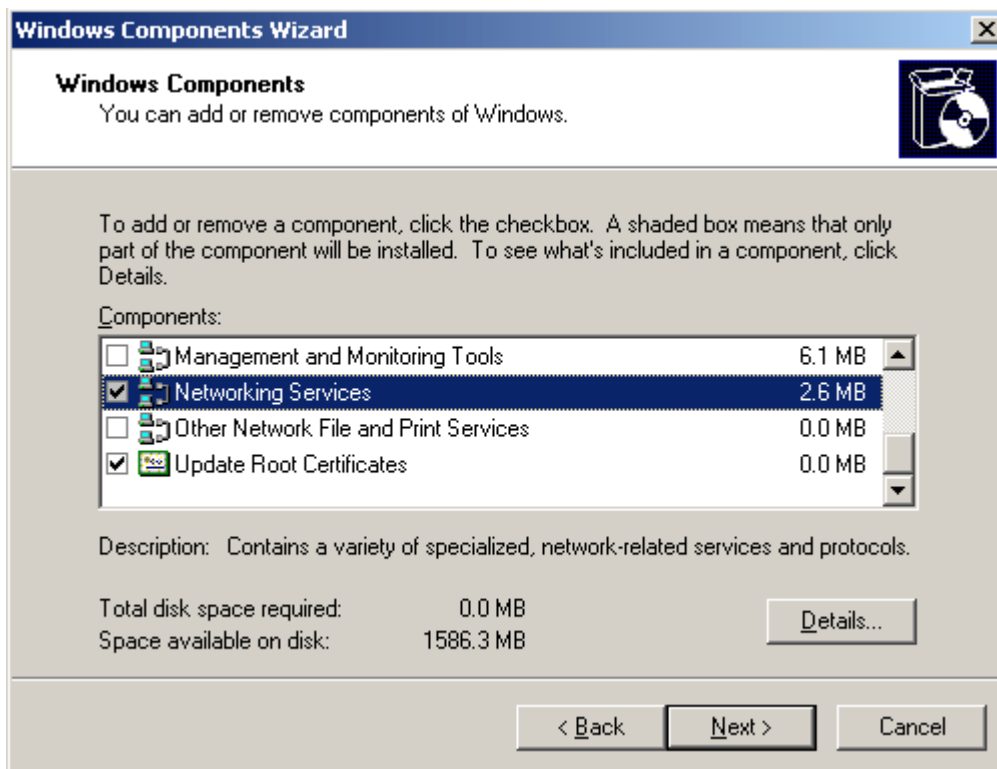 Windows Components Wizard
Windows Components
You can add or remove components of Windows.
To add or remove a component, click the checkbox. A shaded box means that only
part of the component will be installed. To see what's included in a component, click
Details.
Components:
Management and Monitoring Tools 6.1 MB
Networking Services 2.6 MB
Other Network File and Print Services 0.0 MB
Update Root Certificates 0.0 MB
Description: Contains a variety of specialized, network-related services and protocols.
Total disk space required: 0.0 MB
Space available on disk: 1586.3 MB
Details...
< Back Next > Cancel